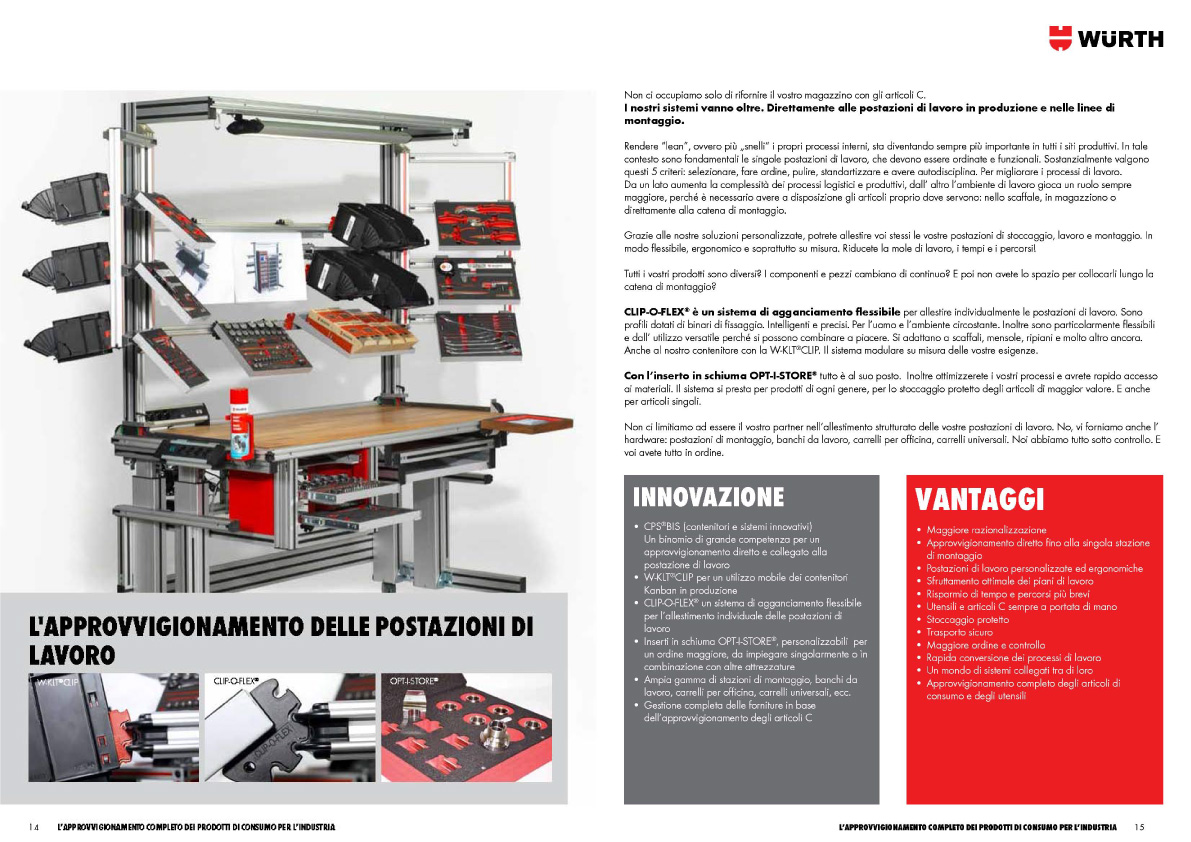 WÜRTH
L'APPROVVIGIONAMENTO DELLE POSTAZIONI DI
LAVORO
W-KLT®CLIP
CLIP-O-FLEX®
CLIP-O-FLEX
OPT-I-STORE®
14 L'APPROVVIGIONAMENTO COMPLETO DEI PRODOTTI DI CONSUMO PER L'INDUSTRIA
Non ci occupiamo solo di rifornire il vostro magazzino con gli articoli C.
I nostri sistemi vanno oltre. Direttamente alle postazioni di lavoro in produzione e nelle linee di
montaggio.
Rendere “lean”, ovvero più „snelli“ i propri processi interni, sta diventando sempre più importante in tutti i siti produttivi. In tale
contesto sono fondamentali le singole postazioni di lavoro, che devono essere ordinate e funzionali. Sostanzialmente valgono
questi 5 criteri: selezionare, fare ordine, pulire, standartizzare e avere autodisciplina. Per migliorare i processi di lavoro.
Da un lato aumenta la complessità dei processi logistici e produttivi, dall’ altro l’ambiente di lavoro gioca un ruolo sempre
maggiore, perché è necessario avere a disposizione gli articoli proprio dove servono: nello scaffale, in magazziono o
direttamente alla catena di montaggio.
Grazie alle nostre soluzioni personalizzate, potrete allestire voi stessi le vostre postazioni di stoccaggio, lavoro e montaggio. In
modo flessibile, ergonomico e soprattutto su misura. Riducete la mole di lavoro, i tempi e i percorsi!
Tutti i vostri prodotti sono diversi? I componenti e pezzi cambiano di continuo? E poi non avete lo spazio per collocarli lungo la
catena di montaggio?
CLIP-O-FLEX® è un sistema di agganciamento flessibile per allestire individualmente le postazioni di lavoro. Sono
profili dotati di binari di fissaggio. Intelligenti e precisi. Per l’uomo e l’ambiente circostante. Inoltre sono particolarmente flessibili
e dall’ utilizzo versatile perché si possono combinare a piacere. Si adattano a scaffali, mensole, ripiani e molto altro ancora.
Anche al nostro contenitore con la W-KLT®CLIP. Il sistema modulare su misura delle vostre esigenze.
Con l’inserto in schiuma OPT-I-STORE® tutto è al suo posto. Inoltre ottimizzerete i vostri processi e avrete rapido accesso
ai materiali. Il sistema si presta per prodotti di ogni genere, per lo stoccaggio protetto degli articoli di maggior valore. E anche
per articoli singoli.
Non ci limitiamo ad essere il vostro partner nell’allestimento strutturato delle vostre postazioni di lavoro. No, vi forniamo anche l’
hardware: postazioni di montaggio, banchi da lavoro, carrelli per officina, carrelli universali. Noi abbiamo tutto sotto controllo. E
voi avete tutto in ordine.
INNOVAZIONE
• CPS®BIS (contenitori e sistemi innovativi)
Un binomio di grande competenza per un
approvvigionamento diretto e collegato alla
postazione di lavoro
• W-KLT®CLIP per un utilizzo mobile dei contenitori
Kanban in produzione
• CLIP-O-FLEX® un sistema di agganciamento flessibile
per l’allestimento individuale delle postazioni di
lavoro
• Inserti in schiuma OPT-I-STORE®, personalizzabili per
un ordine maggiore, da impiegare singolarmente o in
combinazione con altre attrezzature
• Ampia gamma di stazioni di montaggio, banchi da
lavoro, carrelli per officina, carrelli universali, ecc.
• Gestione completa delle forniture in base
dell’approvvigionamento degli articoli C
VANTAGGI
• Maggiore razionalizzazione
• Approvvigionamento diretto fino alla singola stazione
di montaggio
• Postazioni di lavoro personalizzate ed ergonomiche
• Sfruttamento ottimale dei piani di lavoro
• Risparmio di tempo e percorsi più brevi
• Utensili e articoli C sempre a portata di mano
• Stoccaggio protetto
• Trasporto sicuro
• Maggiore ordine e controllo
• Rapida conversione dei processi di lavoro
• Un mondo di sistemi collegati tra di loro
• Approvvigionamento completo degli articoli di
consumo e degli utensili
L'APPROVVIGIONAMENTO COMPLETO DEI PRODOTTI DI CONSUMO PER L'INDUSTRIA 15